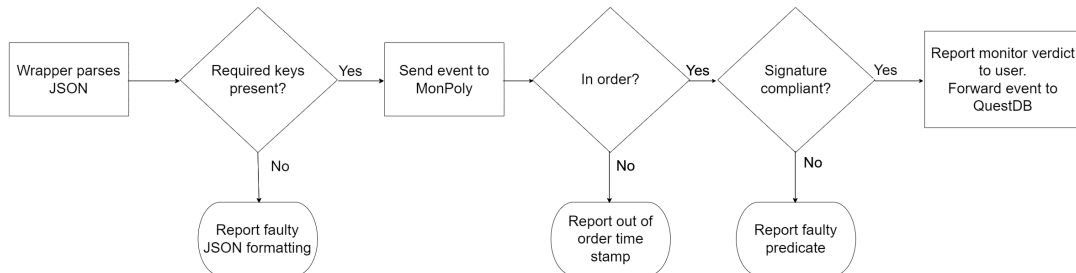 Wrapper parses
JSON
Required keys
present?
Yes
Send event to
MonPoly
In order?
Yes
Signature
compliant?
Yes
Report monitor verdict
to user.
Forward event to
QuestDB
No
No
No
Report faulty
JSON formatting
Report out of
order time
stamp
Report faulty
predicate